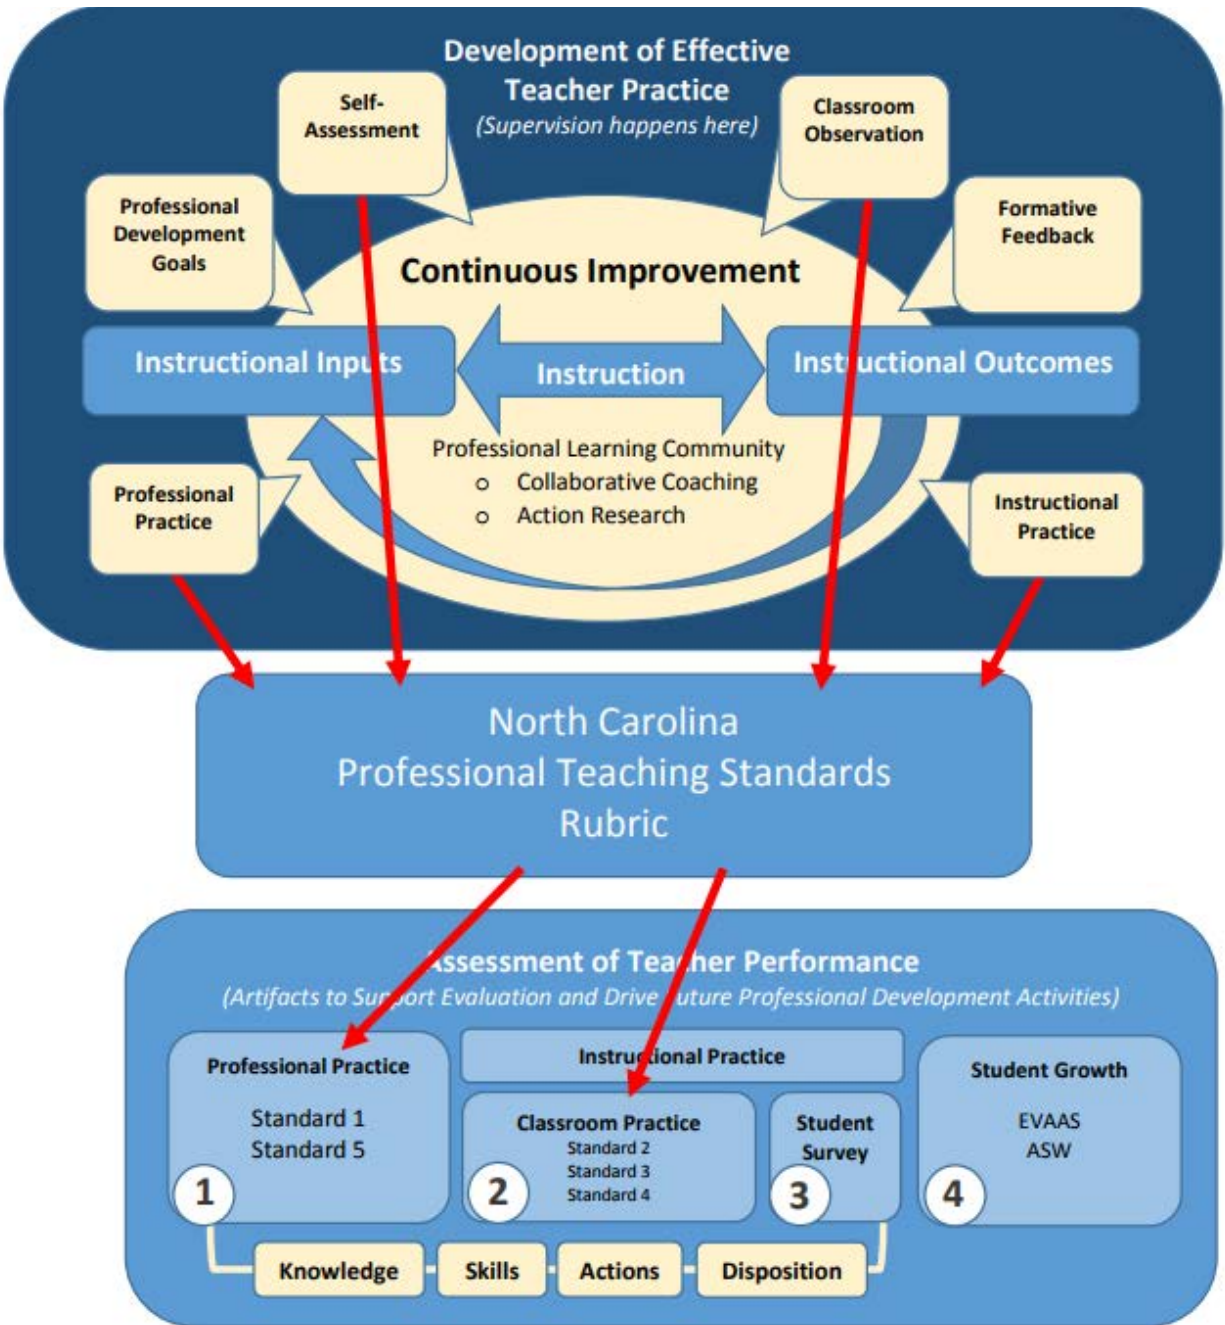 Development of Effective
Teacher Practice
(Supervision happens here)
Self-
Assessment
Classroom
Observation
Professional
Development
Goals
Formative
Feedback
Continuous Improvement
Instructional Inputs
Instruction
Instructional Outcomes
Professional Learning Community
o Collaborative Coaching
o Action Research
Professional
Practice
Instructional
Practice
North Carolina
Professional Teaching Standards
Rubric
Assessment of Teacher Performance
(Artifacts to Support Evaluation and Drive Future Professional Development Activities)
Professional Practice
Standard 1
Standard 5
1
Instructional Practice
Classroom Practice
Standard 2
Standard 3
Standard 4
2
Student
Survey
3
Student Growth
EVAAS
ASW
4
Knowledge
Skills
Actions
Disposition